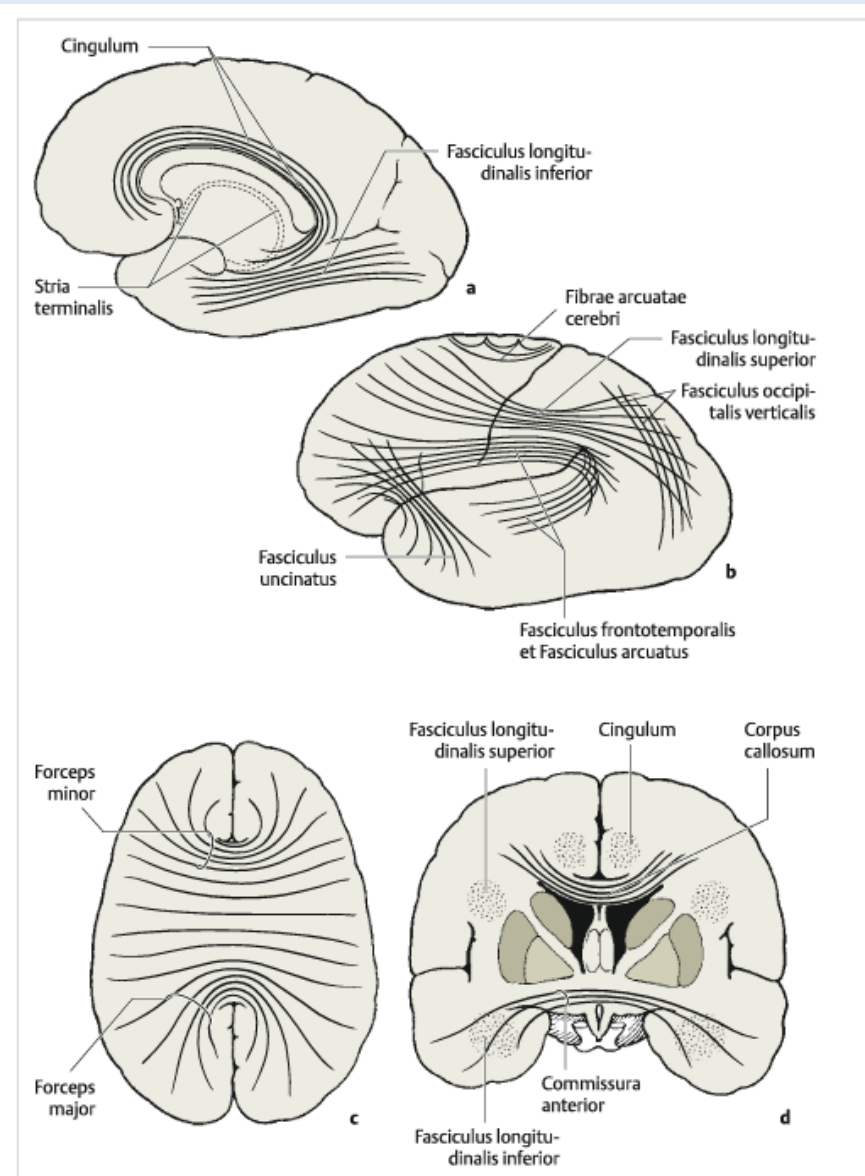 Cingulum
Fasciculus longitu-
dinalis inferior
Stria
terminalis
a
Fibrae arcuatae
cerebri
Fasciculus longitu-
dinalis superior
Fasciculus occipi-
talis verticalis
Fasciculus
uncinatus
b
Fasciculus frontotemporalis
et Fasciculus arcuatus
Forceps
minor
Forceps
major
c
Fasciculus longitu-
dinalis superior
Cingulum
Corpus
callosum
Commissura
anterior
d
Fasciculus longitu-
dinalis inferior